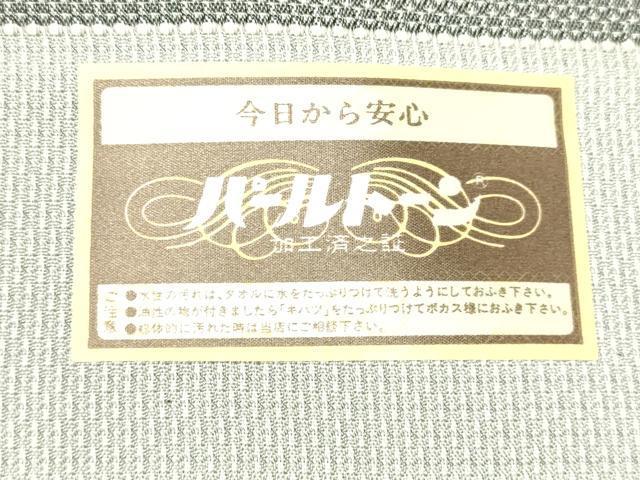 今日から安心
パールトーン®
加工済之証
ご注意
●水性の汚れは、タオルに水をたっぷりつけて洗うようにしておふき下さい。
●油性の物が付きましたら「キハツ」をたっぷりつけてボカス様におふき下さい。
●様体的に汚れた時は当店にご相談下さい。